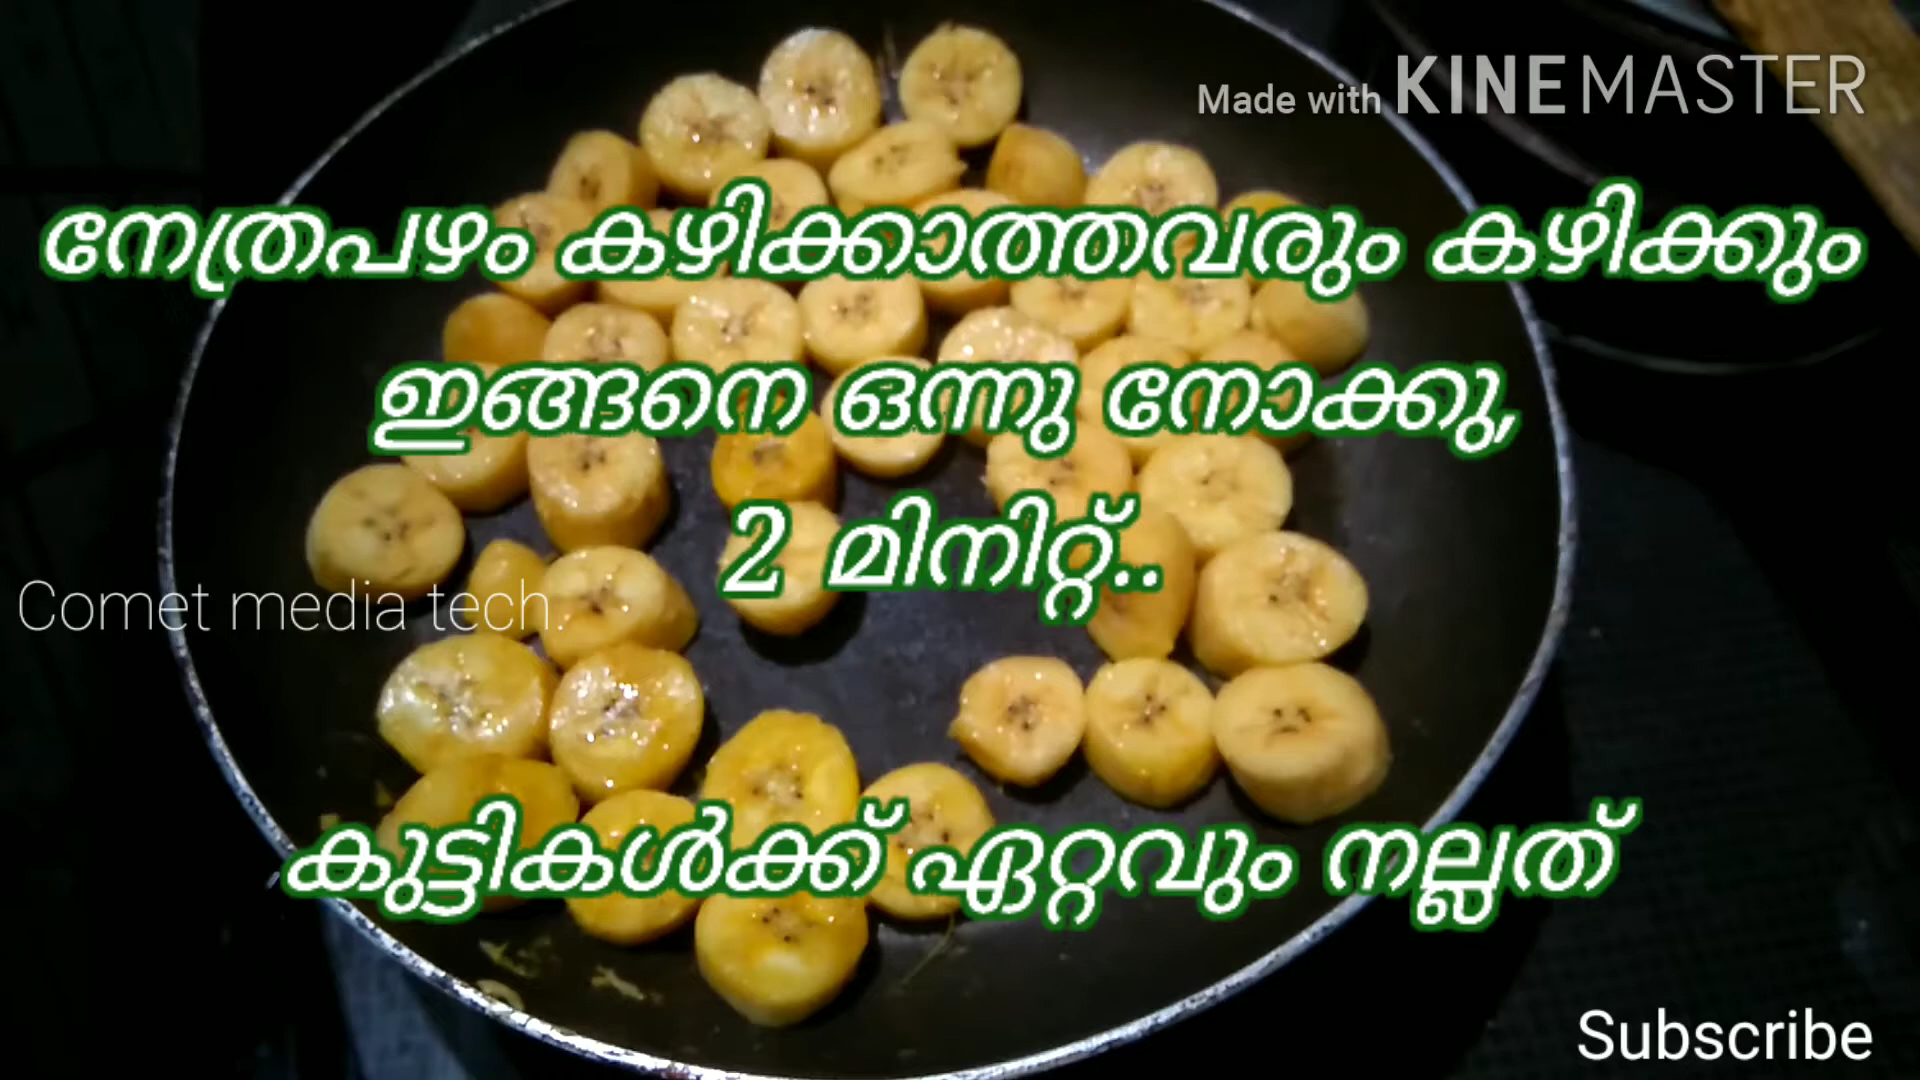 Made with KINEMASTER
നേത്രപഴം കഴിക്കാത്തവരും കഴിക്കും
ഇങ്ങനെ ഒന്നു നോക്കു,
2 മിനിറ്റ്..
Comet media tech.
കുട്ടികൾക്ക് ഏറ്റവും നല്ലത്
Subscribe